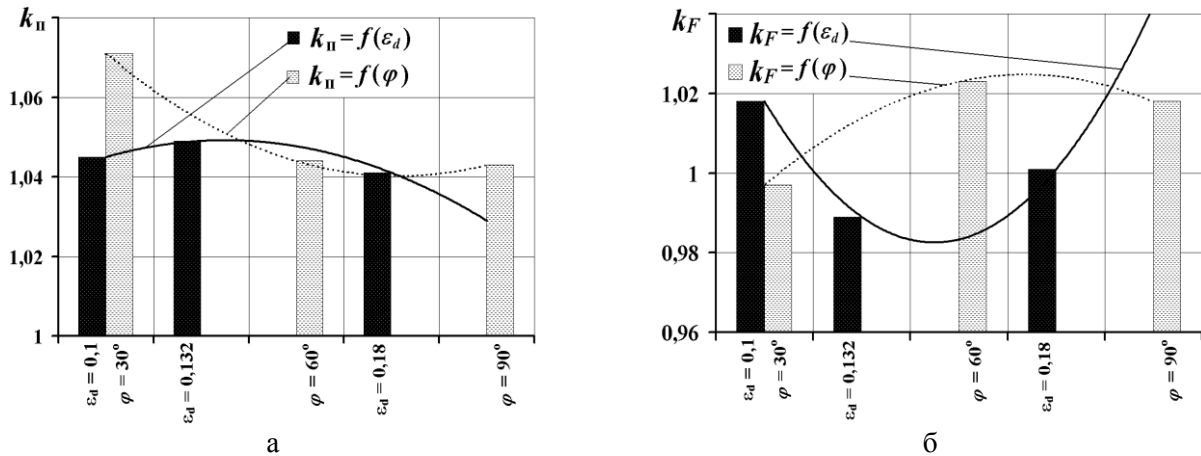 k_П
k_П = f(ε_d)
k_П = f(φ)
1,06
1,04
1,02
1
ε_d = 0,1
φ = 30°
ε_d = 0,132
φ = 60°
ε_d = 0,18
φ = 90°
а
k_F
k_F = f(ε_d)
k_F = f(φ)
1,02
1
0,98
0,96
ε_d = 0,1
φ = 30°
ε_d = 0,132
φ = 60°
ε_d = 0,18
φ = 90°
б